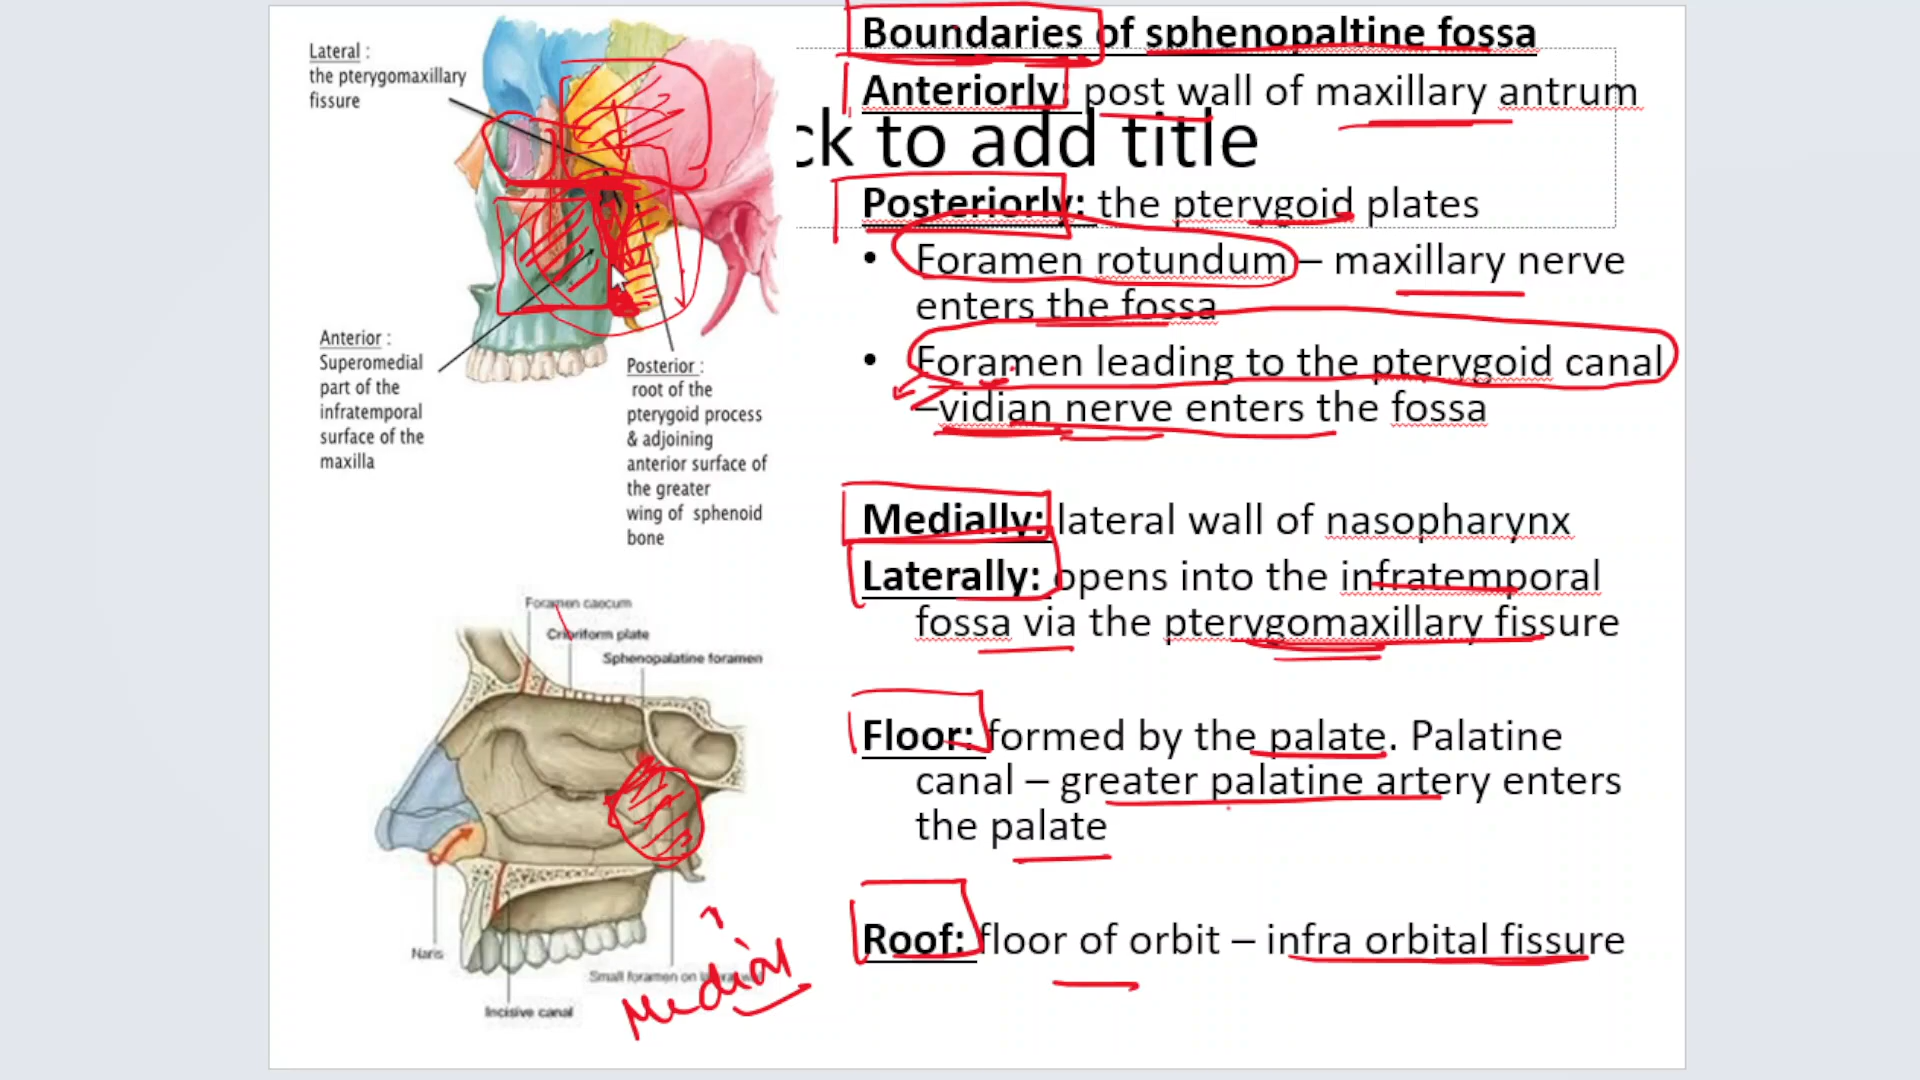 Lateral :
the pterygomaxillary
fissure
Anterior :
Superomedial
part of the
infratemporal
surface of the
maxilla
Posterior :
root of the
pterygoid process
& adjoining
anterior surface of
the greater
wing of sphenoid
bone
Foramen caecum
Cribriform plate
Sphenopalatine foramen
Naris
Small foramen on
Incisive canal
Medial
Boundaries of sphenopaltine fossa
Anteriorly: post wall of maxillary antrum
ck to add title
Posteriorly: the pterygoid plates
• Foramen rotundum – maxillary nerve
enters the fossa
• Foramen leading to the pterygoid canal
–vidian nerve enters the fossa
Medially: lateral wall of nasopharynx
Laterally: opens into the infratemporal
fossa via the pterygomaxillary fissure
Floor: formed by the palate. Palatine
canal – greater palatine artery enters
the palate
Roof: floor of orbit – infra orbital fissure